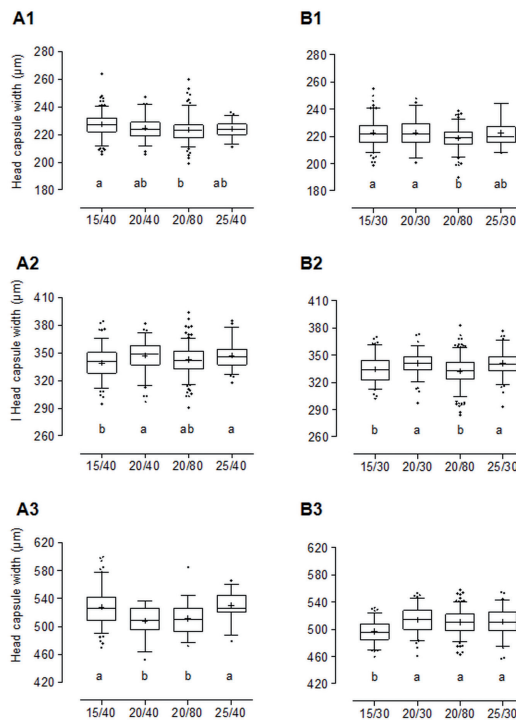 A1
B1
Head capsule width (µm)
280
260
240
220
200
180
a ab b ab
15/40 20/40 20/80 25/40
280
260
240
220
200
180
a a b ab
15/30 20/30 20/80 25/30
A2
B2
| Head capsule width (µm)
410
380
350
320
290
260
b a ab a
15/40 20/40 20/80 25/40
410
380
350
320
290
260
b a b a
15/30 20/30 20/80 25/30
A3
B3
Head capsule width (µm)
620
580
540
500
460
420
a b b a
15/40 20/40 20/80 25/40
620
580
540
500
460
420
b a a a
15/30 20/30 20/80 25/30